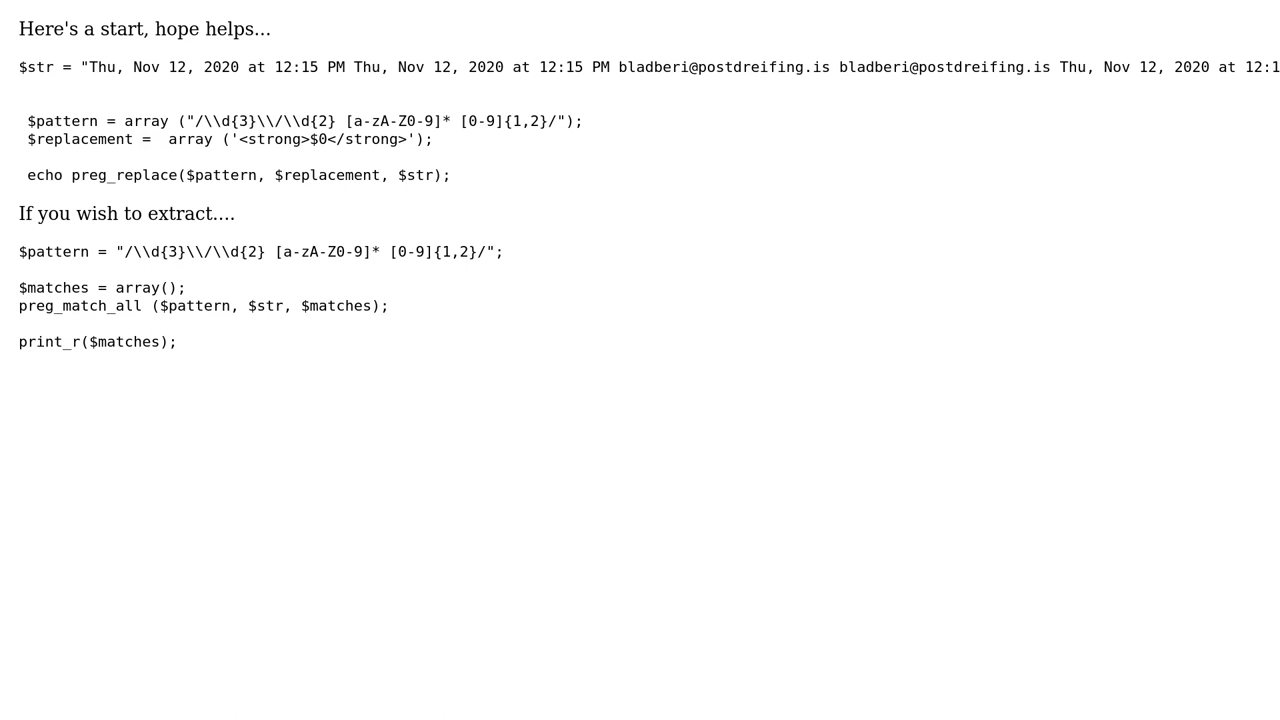 Here's a start, hope helps...
$str = "Thu, Nov 12, 2020 at 12:15 PM Thu, Nov 12, 2020 at 12:15 PM bladberi@postdreifing.is bladberi@postdreifing.is Thu, Nov 12, 2020 at 12:1
$pattern = array ("/\\d{3}\\/\\d{2} [a-zA-Z0-9]* [0-9]{1,2}/");
$replacement =  array ('<strong>$0</strong>');
echo preg_replace($pattern, $replacement, $str);
If you wish to extract....
$pattern = "/\\d{3}\\/\\d{2} [a-zA-Z0-9]* [0-9]{1,2}/";
$matches = array();
preg_match_all ($pattern, $str, $matches);
print_r($matches);